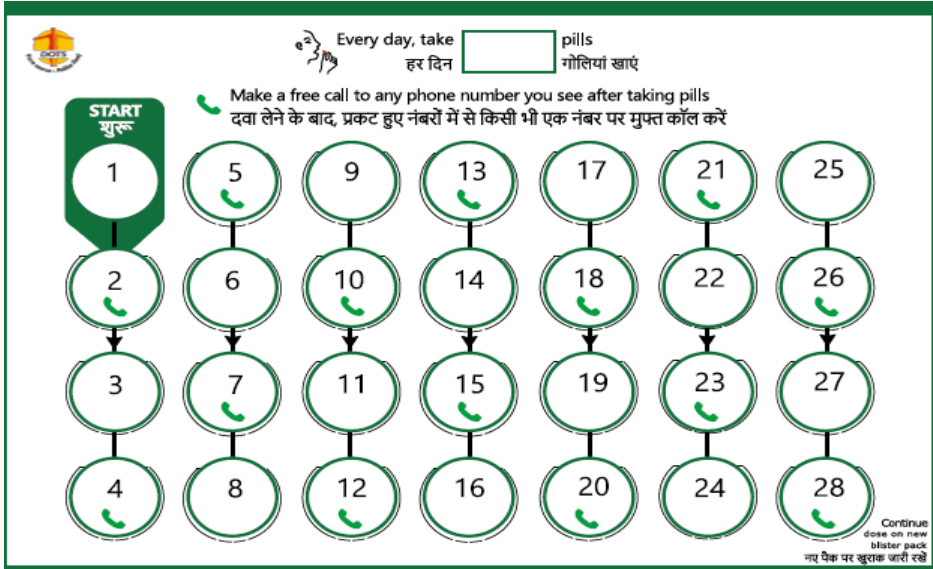 DOTS
Every day, take pills
हर दिन गोलियां खाएं
Make a free call to any phone number you see after taking pills
दवा लेने के बाद, प्रकट हुए नंबरों में से किसी भी एक नंबर पर मुफ्त कॉल करें
START
शुरू
1 5 9 13 17 21 25
2 6 10 14 18 22 26
3 7 11 15 19 23 27
4 8 12 16 20 24 28
Continue
dose on new
blister pack
नए पैक पर खुराक जारी रखें